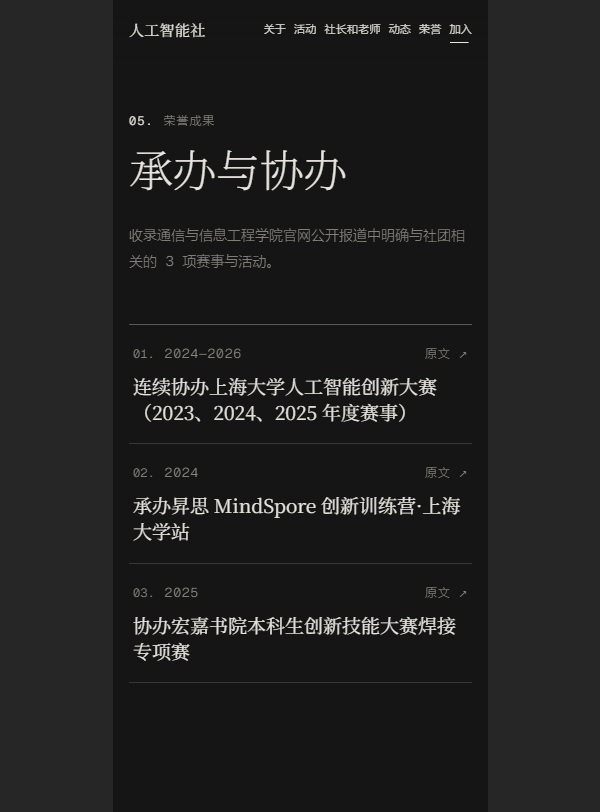 人工智能社
关于 活动 社长和老师 动态 荣誉 加入
05. 荣誉成果
承办与协办
收录通信与信息工程学院官网公开报道中明确与社团相
关的 3 项赛事与活动。
01. 2024—2026 原文 ↗
连续协办上海大学人工智能创新大赛
（2023、2024、2025 年度赛事）
02. 2024 原文 ↗
承办昇思 MindSpore 创新训练营·上海
大学站
03. 2025 原文 ↗
协办宏嘉书院本科生创新技能大赛焊接
专项赛